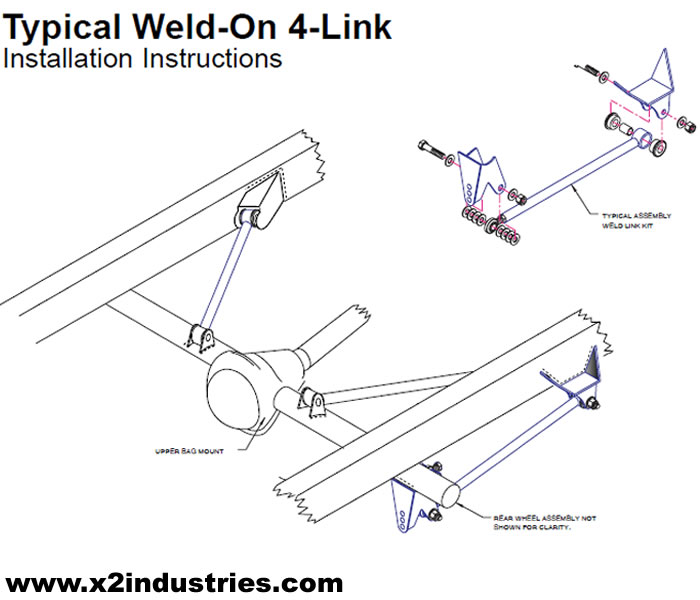 Typical Weld-On 4-Link
Installation Instructions
TYPICAL ASSEMBLY
WELD LINK KIT
UPPER BAG MOUNT
REAR WHEEL ASSEMBLY NOT
SHOWN FOR CLARITY.
www.x2industries.com